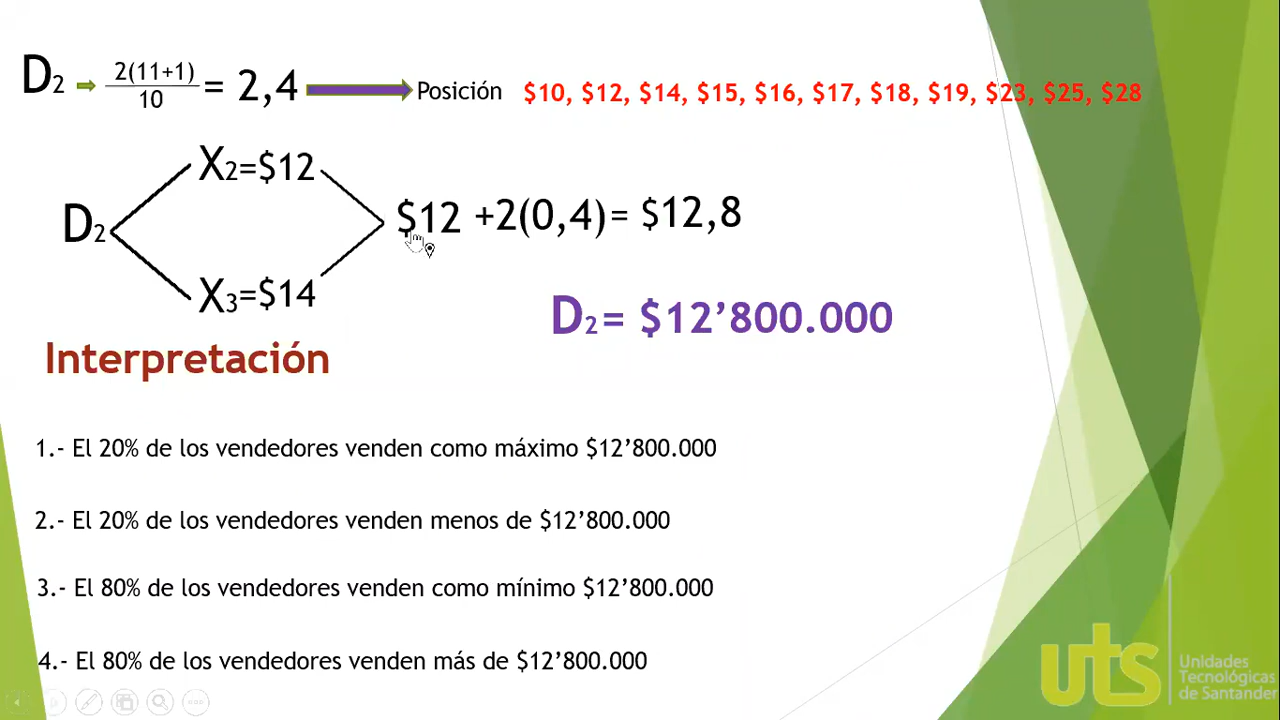 D2 → 2(11+1)/10 = 2,4 → Posición $10, $12, $14, $15, $16, $17, $18, $19, $23, $25, $28
X2=$12
D2 $12 +2(0,4)= $12,8
X3=$14
D2= $12’800.000
Interpretación
1.- El 20% de los vendedores venden como máximo $12’800.000
2.- El 20% de los vendedores venden menos de $12’800.000
3.- El 80% de los vendedores venden como mínimo $12’800.000
4.- El 80% de los vendedores venden más de $12’800.000
uts Unidades
Tecnológicas
de Santander